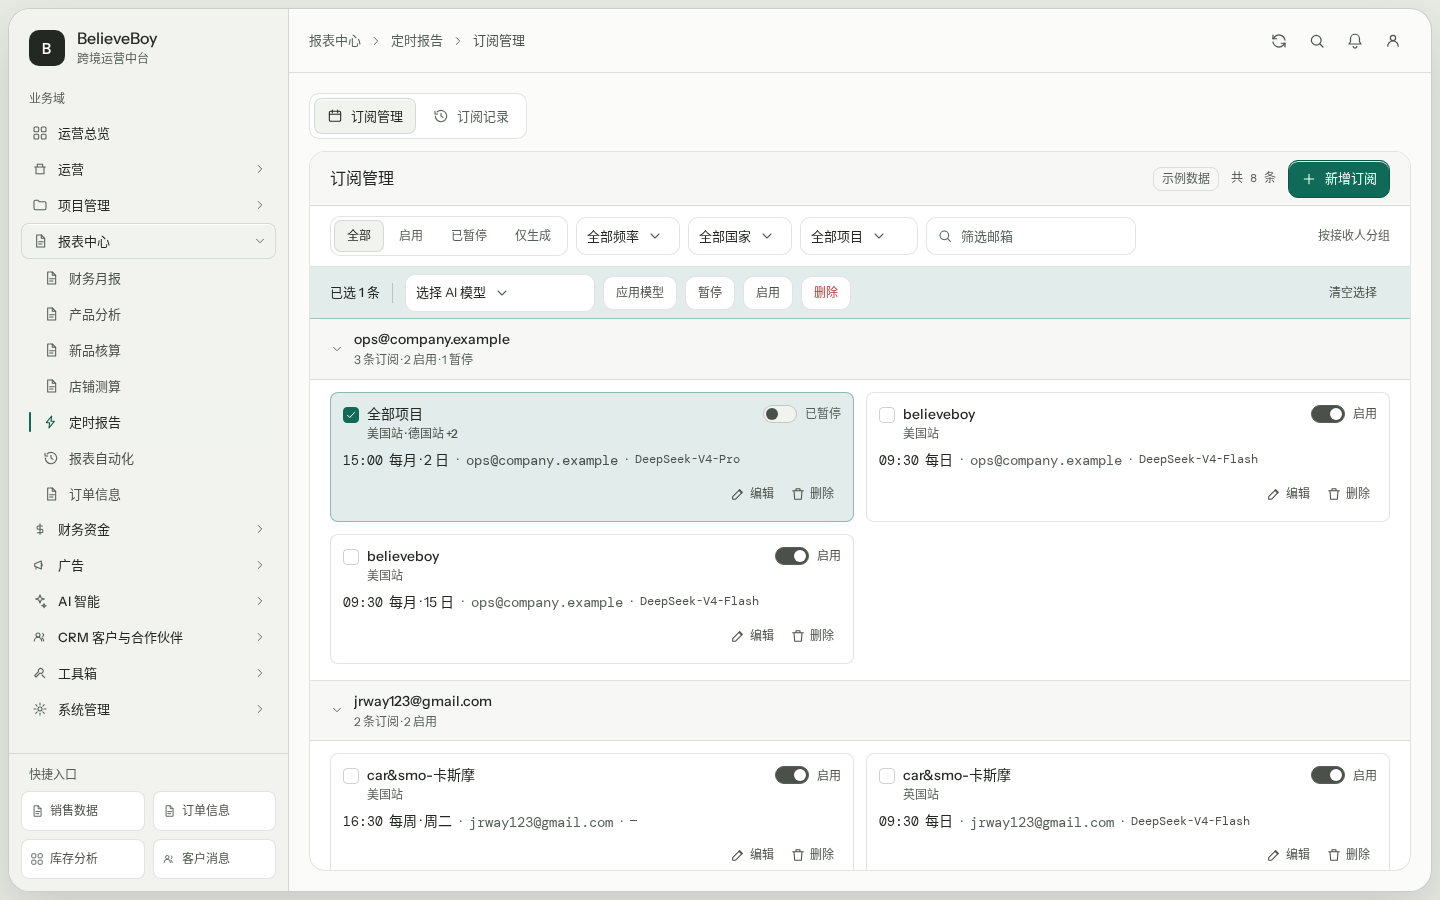 B
BelieveBoy
跨境运营中台
业务域
运营总览
运营
项目管理
报表中心
财务月报
产品分析
新品核算
店铺测算
定时报告
报表自动化
订单信息
财务资金
广告
AI 智能
CRM 客户与合作伙伴
工具箱
系统管理
快捷入口
销售数据 订单信息
库存分析 客户消息
报表中心 定时报告 订阅管理
订阅管理 订阅记录
订阅管理 示例数据 共 8 条 新增订阅
全部 启用 已暂停 仅生成 全部频率 全部国家 全部项目 筛选邮箱 按接收人分组
已选 1 条 选择 AI 模型 应用模型 暂停 启用 删除 清空选择
ops@company.example
3 条订阅·2 启用·1 暂停
全部项目 已暂停
美国站·德国站 +2
15:00 每月·2 日 · ops@company.example · DeepSeek-V4-Pro
编辑 删除
believeboy 启用
美国站
09:30 每日 · ops@company.example · DeepSeek-V4-Flash
编辑 删除
believeboy 启用
美国站
09:30 每月·15 日 · ops@company.example · DeepSeek-V4-Flash
编辑 删除
jrway123@gmail.com
2 条订阅·2 启用
car&smo-卡斯摩 启用
美国站
16:30 每周·周二 · jrway123@gmail.com · —
编辑 删除
car&smo-卡斯摩 启用
英国站
09:30 每日 · jrway123@gmail.com · DeepSeek-V4-Flash
编辑 删除